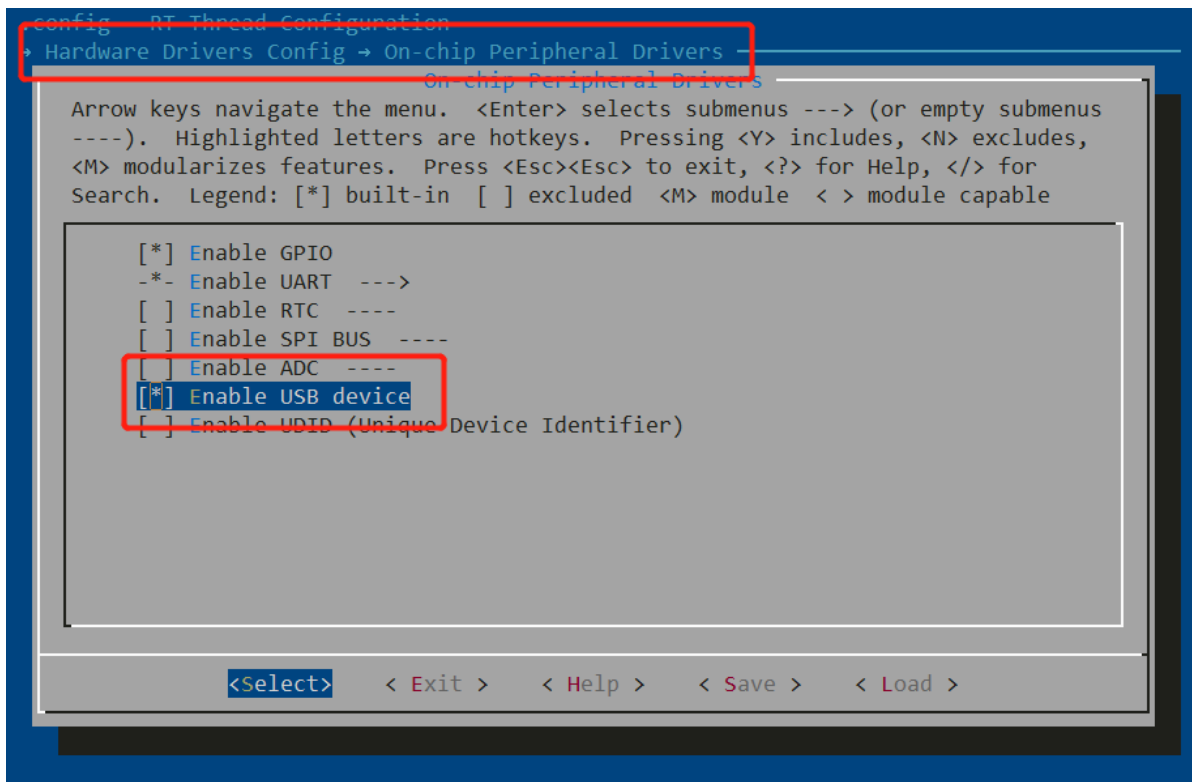 .config - RT-Thread Configuration
→ Hardware Drivers Config → On-chip Peripheral Drivers
On-chip Peripheral Drivers
Arrow keys navigate the menu. <Enter> selects submenus ---> (or empty submenus
----). Highlighted letters are hotkeys. Pressing <Y> includes, <N> excludes,
<M> modularizes features. Press <Esc><Esc> to exit, <?> for Help, </> for
Search. Legend: [*] built-in [ ] excluded <M> module < > module capable
[*] Enable GPIO
-*- Enable UART --->
[ ] Enable RTC ----
[ ] Enable SPI BUS ----
[ ] Enable ADC ----
[*] Enable USB device
[ ] Enable UDID (Unique Device Identifier)
<Select> < Exit > < Help > < Save > < Load >